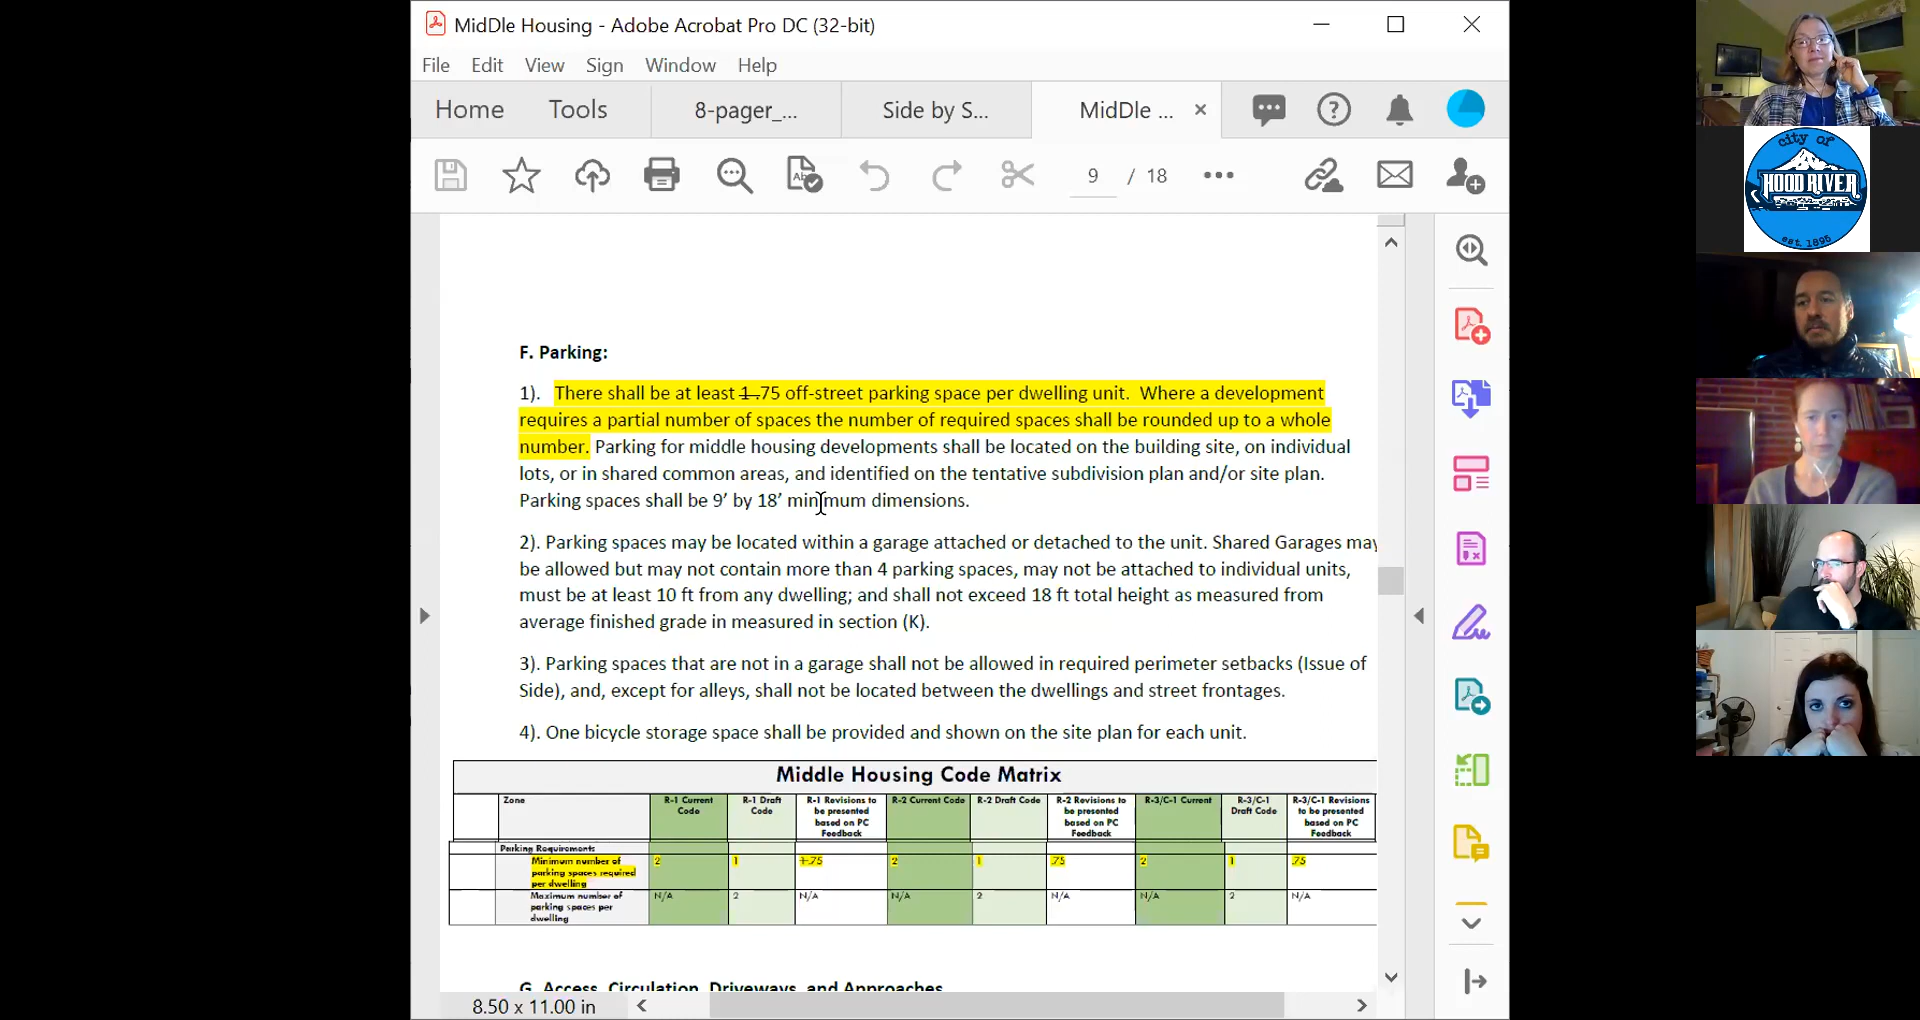 MidDle Housing - Adobe Acrobat Pro DC (32-bit)
File Edit View Sign Window Help
Home Tools 8-pager_... Side by S... MidDle ...
9 / 18
F. Parking:
1). There shall be at least 1 .75 off-street parking space per dwelling unit. Where a development
requires a partial number of spaces the number of required spaces shall be rounded up to a whole
number. Parking for middle housing developments shall be located on the building site, on individual
lots, or in shared common areas, and identified on the tentative subdivision plan and/or site plan.
Parking spaces shall be 9’ by 18’ minimum dimensions.
2). Parking spaces may be located within a garage attached or detached to the unit. Shared Garages may
be allowed but may not contain more than 4 parking spaces, may not be attached to individual units,
must be at least 10 ft from any dwelling; and shall not exceed 18 ft total height as measured from
average finished grade in measured in section (K).
3). Parking spaces that are not in a garage shall not be allowed in required perimeter setbacks (Issue of
Side), and, except for alleys, shall not be located between the dwellings and street frontages.
4). One bicycle storage space shall be provided and shown on the site plan for each unit.
Middle Housing Code Matrix
Zone
R-1 Current
Code
R-1 Draft
Code
R-1 Revisions to
be presented
based on PC
Feedback
R-2 Current Code
R-2 Draft Code
R-2 Revisions to
be presented
based on PC
Feedback
R-3/C-1 Current
R-3/C-1
Draft Code
R-3/C-1 Revisions
to be presented
based on PC
Feedback
Parking Requirements
Minimum number of
parking spaces required
per dwelling
2 1 1 .75 2 1 .75 2 1 .75
Maximum number of
parking spaces per
dwelling
N/A 2 N/A N/A 2 N/A N/A 2 N/A
G. Access, Circulation, Driveways, and Approaches
8.50 x 11.00 in
city of
HOOD RIVER
est. 1895